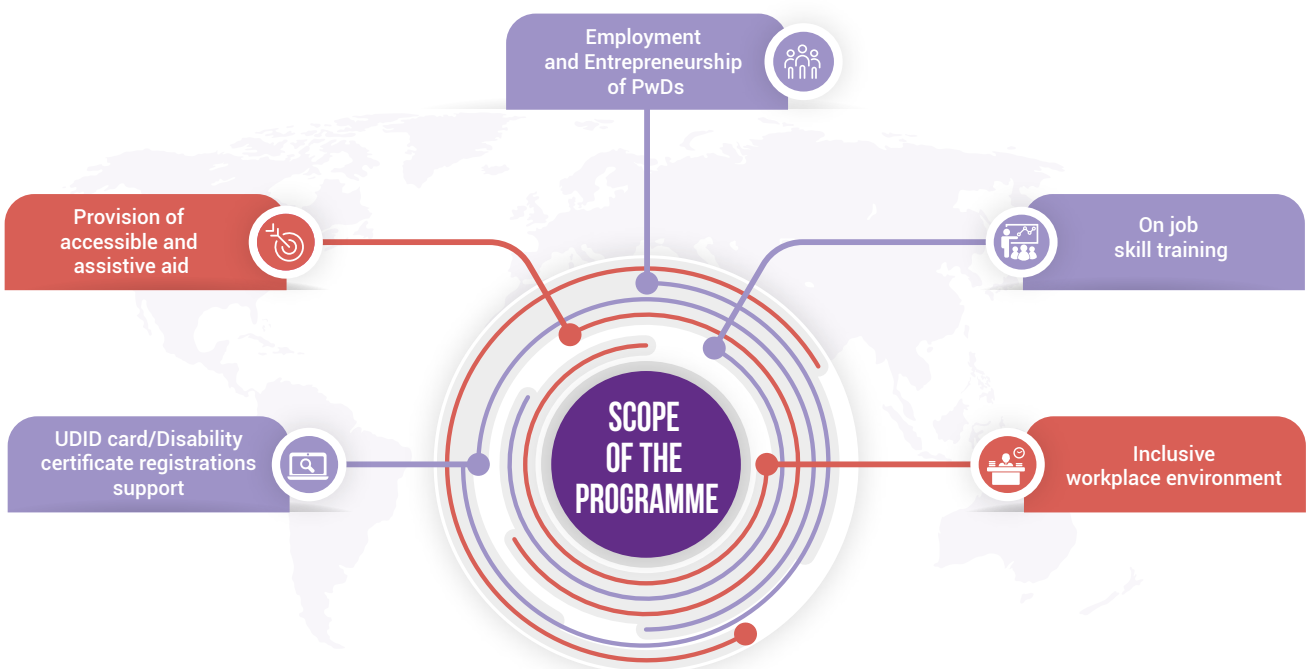 Employment
and Entrepreneurship
of PwDs
Provision of
accessible and
assistive aid
On job
skill training
UDID card/Disability
certificate registrations
support
SCOPE
OF THE
PROGRAMME
Inclusive
workplace environment